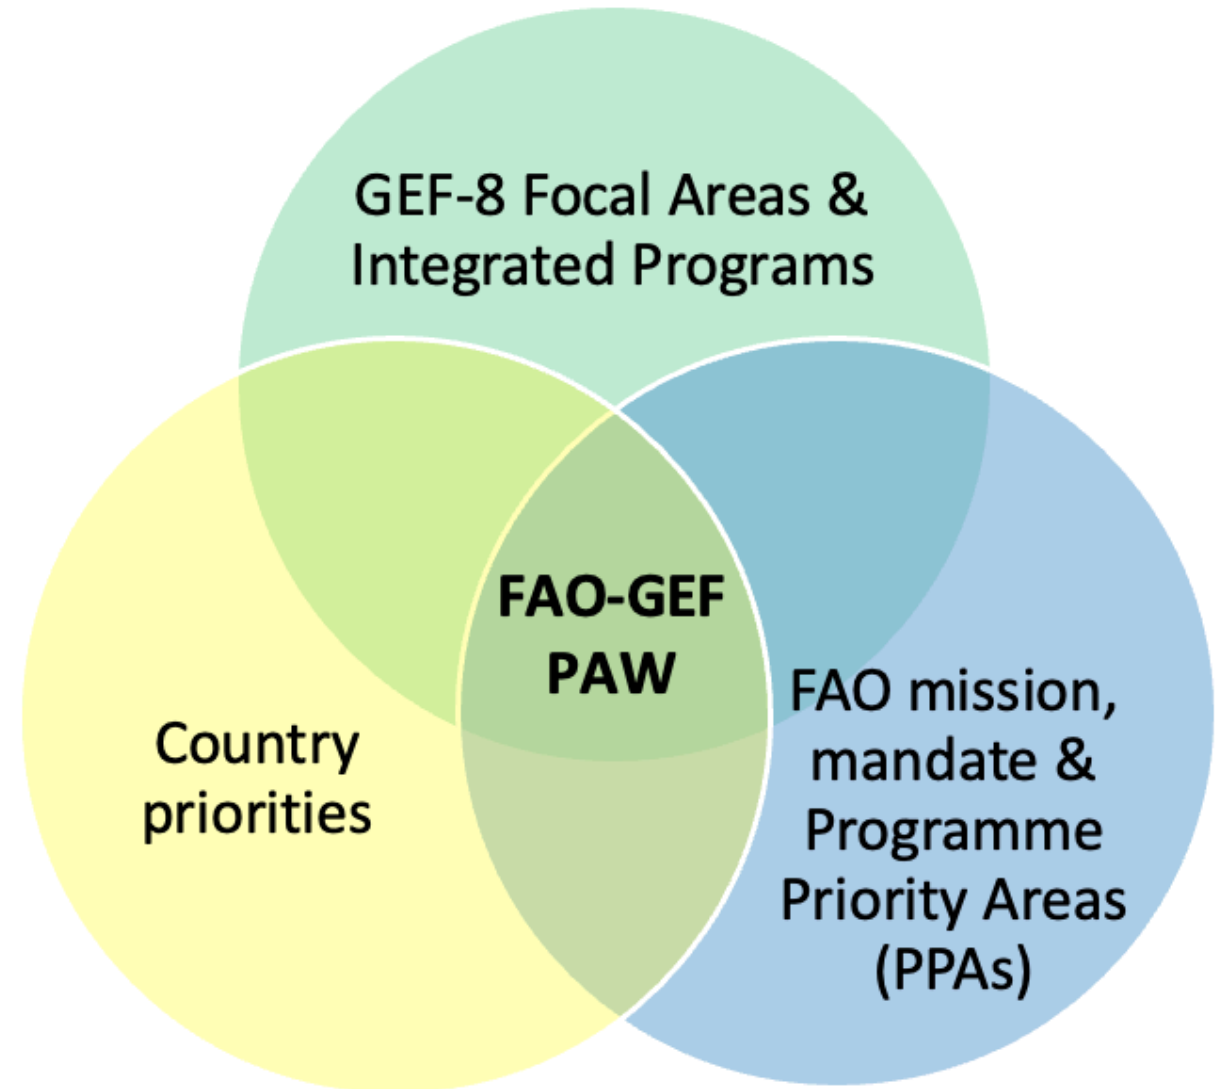 GEF-8 Focal Areas &
Integrated Programs
FAO-GEF
PAW
Country
priorities
FAO mission,
mandate &
Programme
Priority Areas
(PPAs)